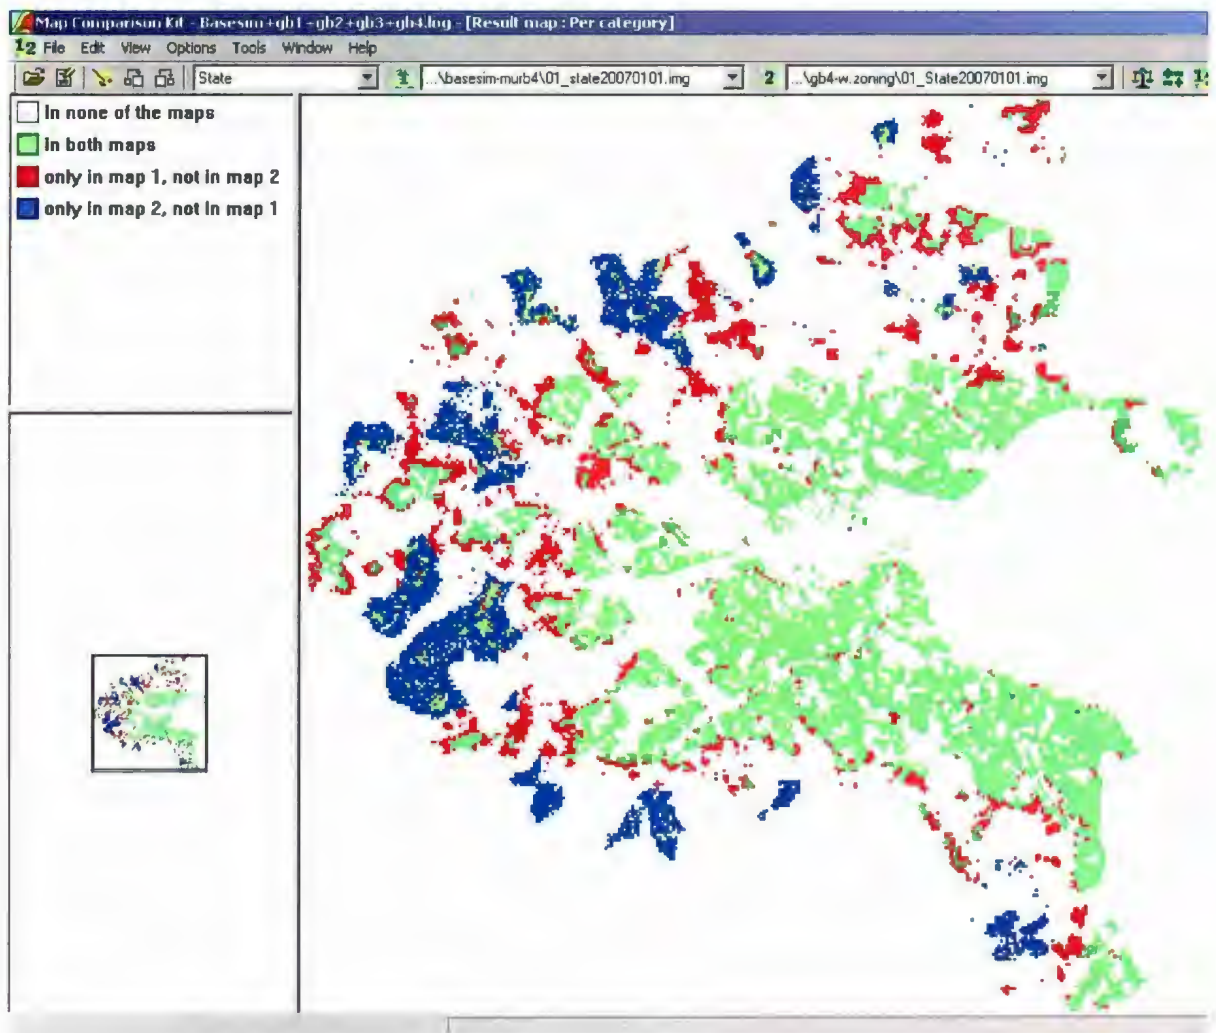 Map Comparison Kit - Basesim+gb1+gb2+gb3+gb4.log - [Result map : Per category]
12 File Edit View Options Tools Window Help
State 1 ...\basesim-murb4\01_state20070101.img 2 ...\gb4-w.zoning\01_State20070101.img
In none of the maps
In both maps
only in map 1, not in map 2
only in map 2, not in map 1